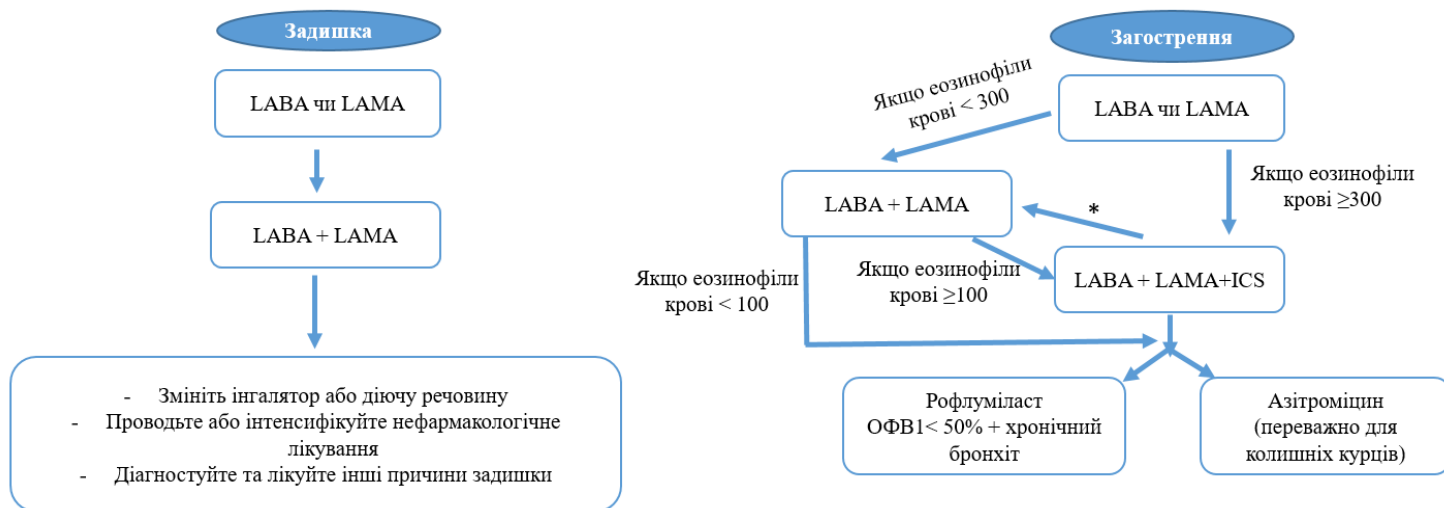 Задишка
LABA чи LAMA
LABA + LAMA
- Змініть інгалятор або діючу речовину
- Проводьте або інтенсифікуйте нефармакологічне
лікування
- Діагностуйте та лікуйте інші причини задишки
Загострення
LABA чи LAMA
Якщо еозинофіли
крові < 300
Якщо еозинофіли
крові ≥300
LABA + LAMA
*
LABA + LAMA+ICS
Якщо еозинофіли
крові < 100
Якщо еозинофіли
крові ≥100
Рофлуміласт
ОФВ1< 50% + хронічний
бронхіт
Азітроміцин
(переважно для
колишніх курців)